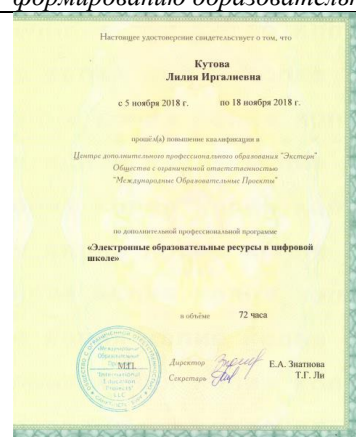 формированию образовательн
Настоящее удостоверение свидетельствует о том, что
Кутова
Лилия Иргалиевна
с 5 ноября 2018 г. по 18 ноября 2018 г.
прошёл(а) повышение квалификации в
Центре дополнительного профессионального образования "Экстерн"
Общества с ограниченной ответственностью
"Международные Образовательные Проекты"
по дополнительной профессиональной программе
«Электронные образовательные ресурсы в цифровой
школе»
в объёме 72 часа
М.П.
Директор Е.А. Знатнова
Секретарь Т.Г. Ли